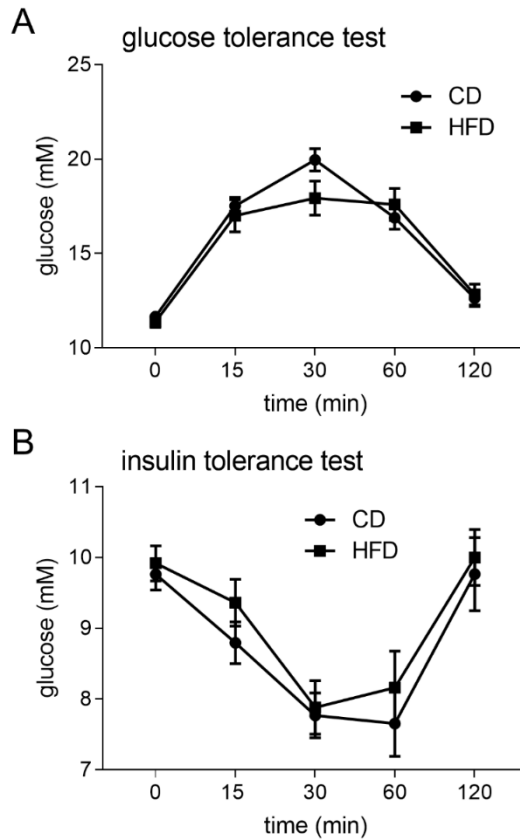 A
glucose tolerance test
25
20
15
10
glucose (mM)
CD
HFD
0 15 30 60 120
time (min)
B
insulin tolerance test
11
10
9
8
7
glucose (mM)
CD
HFD
0 15 30 60 120
time (min)